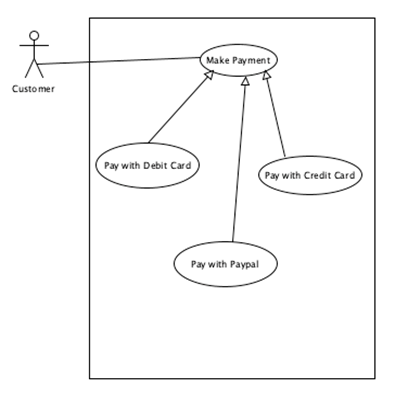 Make Payment
Customer
Pay with Debit Card
Pay with Credit Card
Pay with Paypal